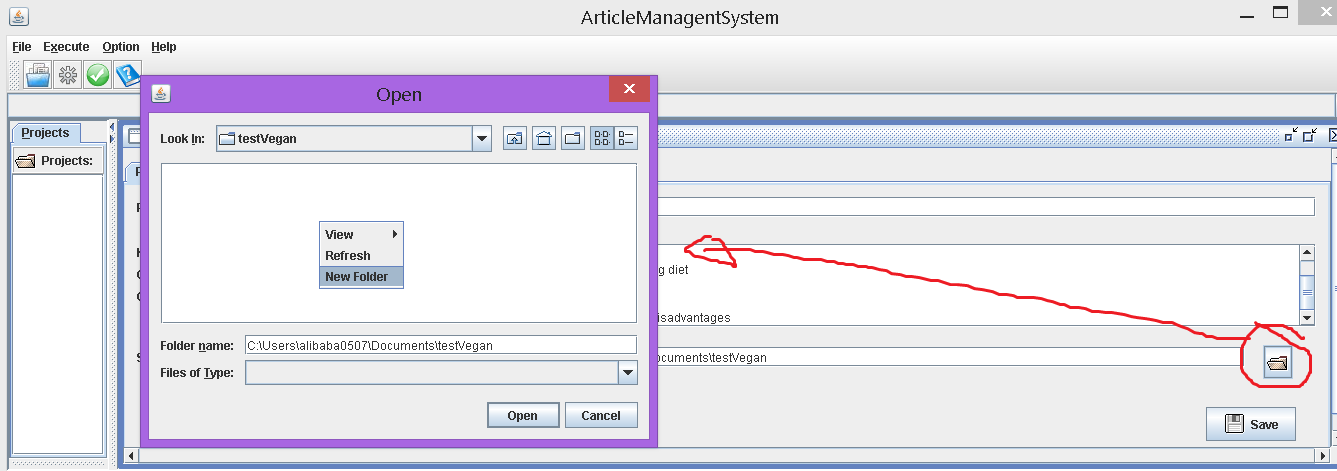 ArticleManagentSystem
File Execute Option Help
Open
Projects
Projects:
Look In: testVegan
View
Refresh
New Folder
g diet
isadvantages
Folder name: C:\Users\alibaba0507\Documents\testVegan
ocuments\testVegan
Files of Type:
Open Cancel
Save